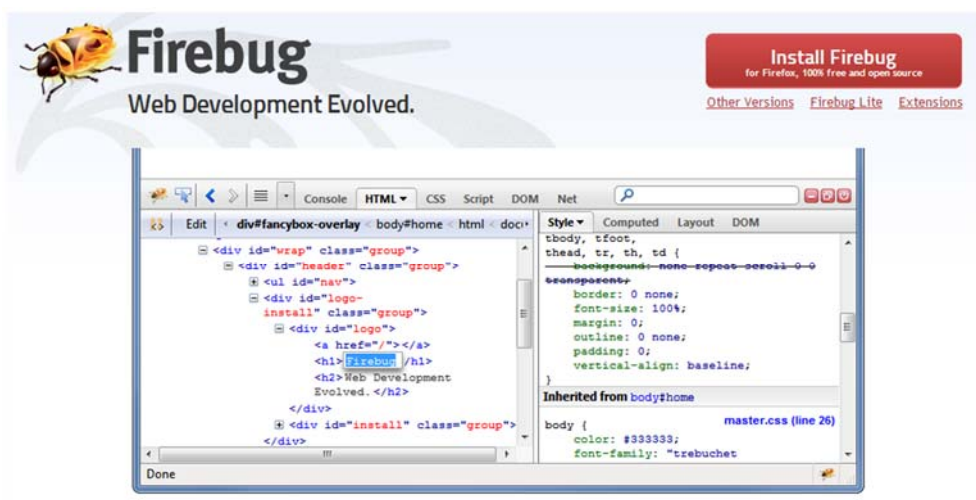 Firebug
Web Development Evolved.
Install Firebug
for Firefox, 100% free and open source
Other Versions Firebug Lite Extensions
Console HTML CSS Script DOM Net
Edit div#fancybox-overlay < body#home < html < docu
Style Computed Layout DOM
<div id="wrap" class="group">
<div id="header" class="group">
<ul id="nav">
<div id="logo-
install" class="group">
<div id="logo">
<a href="/"></a>
<h1>Firebug</h1>
<h2>Web Development
Evolved.</h2>
</div>
<div id="install" class="group">
</div>
tbody, tfoot,
thead, tr, th, td {
background: none repeat scroll 0 0
transparent;
border: 0 none;
font-size: 100%;
margin: 0;
outline: 0 none;
padding: 0;
vertical-align: baseline;
}
Inherited from body#home
master.css (line 26)
body {
color: #333333;
font-family: "trebuchet
Done